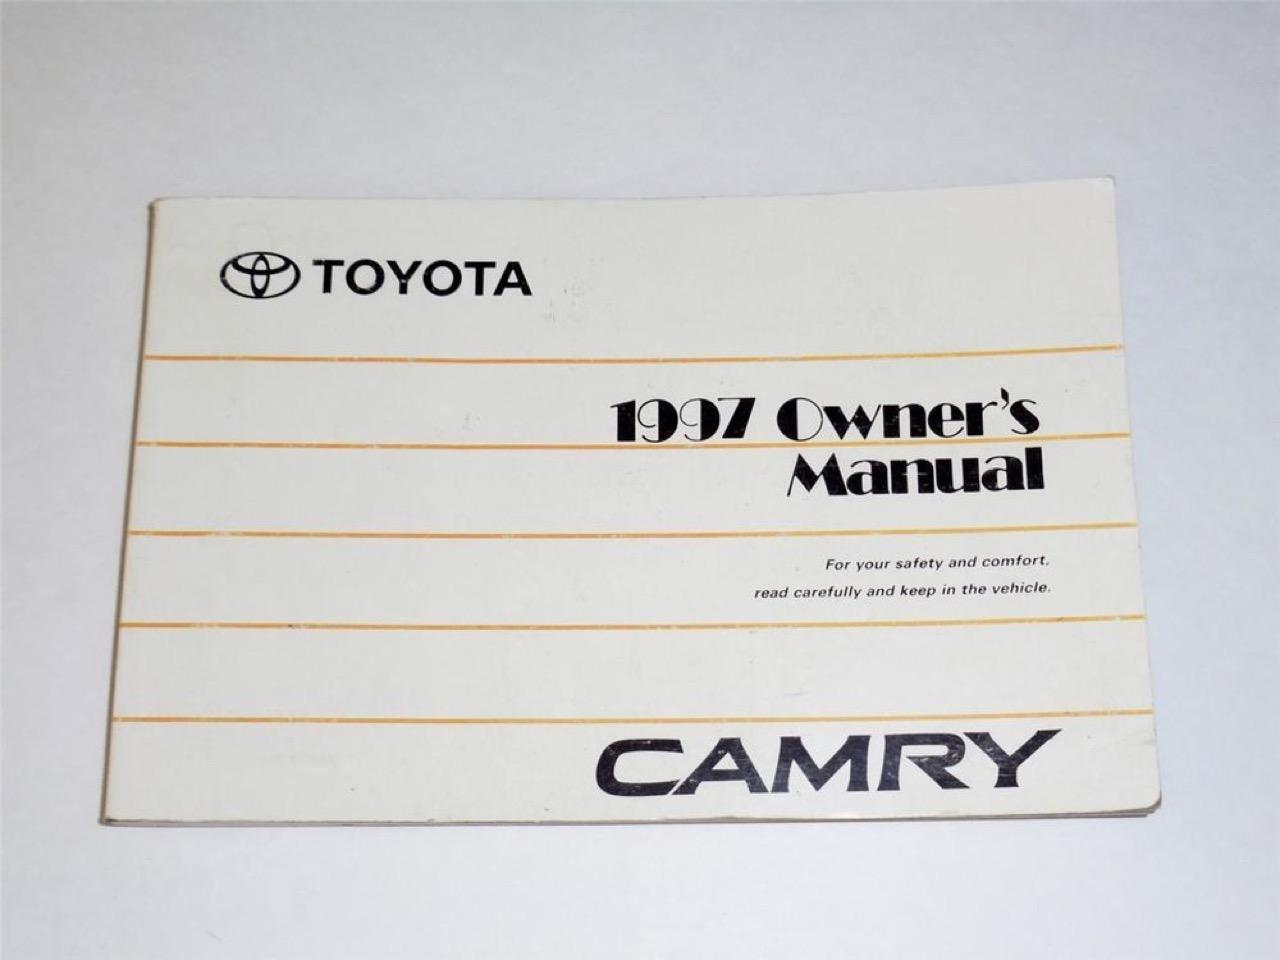 TOYOTA
1997 Owner's
Manual
For your safety and comfort,
read carefully and keep in the vehicle.
CAMRY